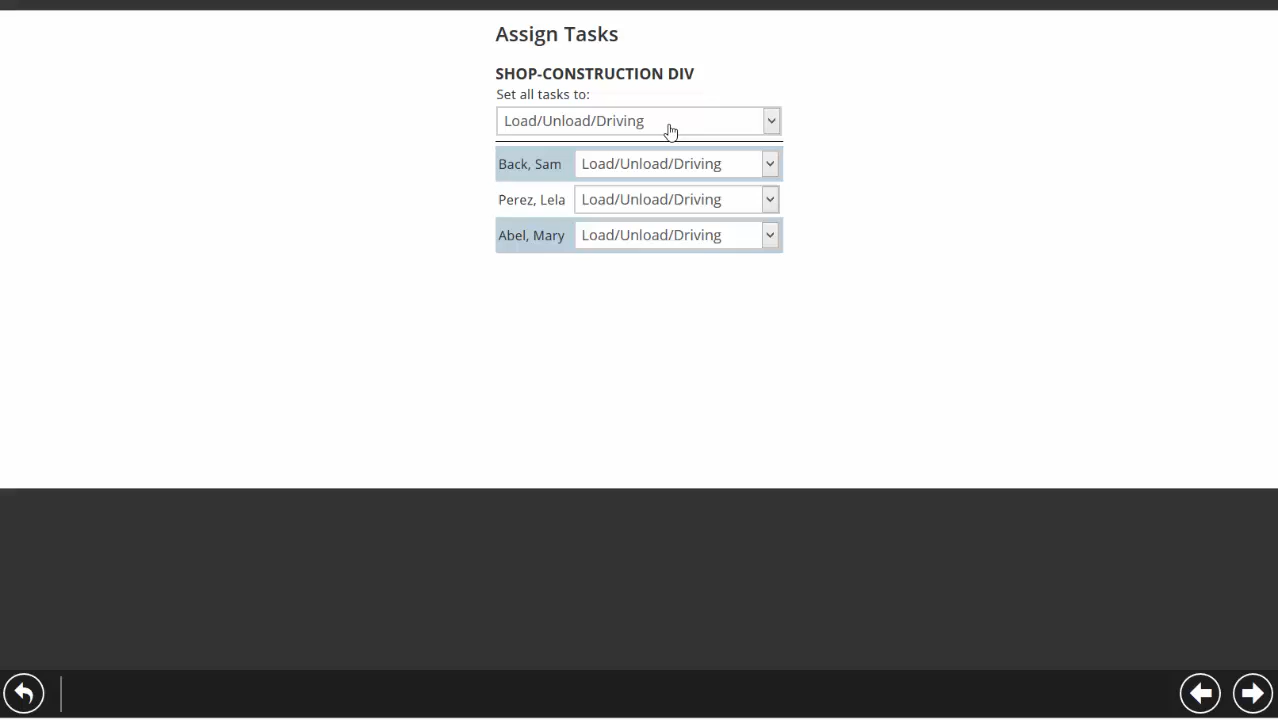 Assign Tasks
SHOP-CONSTRUCTION DIV
Set all tasks to:
Load/Unload/Driving
Back, Sam Load/Unload/Driving
Perez, Lela Load/Unload/Driving
Abel, Mary Load/Unload/Driving